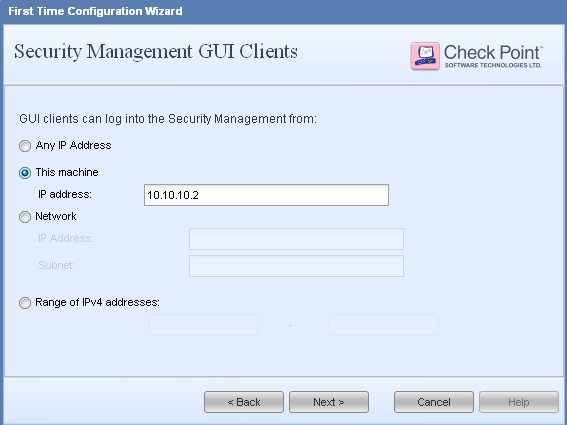 First Time Configuration Wizard
Security Management GUI Clients
Check Point™
SOFTWARE TECHNOLOGIES LTD.
GUI clients can log into the Security Management from:
Any IP Address
This machine
IP address: 10.10.10.2
Network
IP Address:
Subnet:
Range of IPv4 addresses:
-
< Back Next > Cancel Help